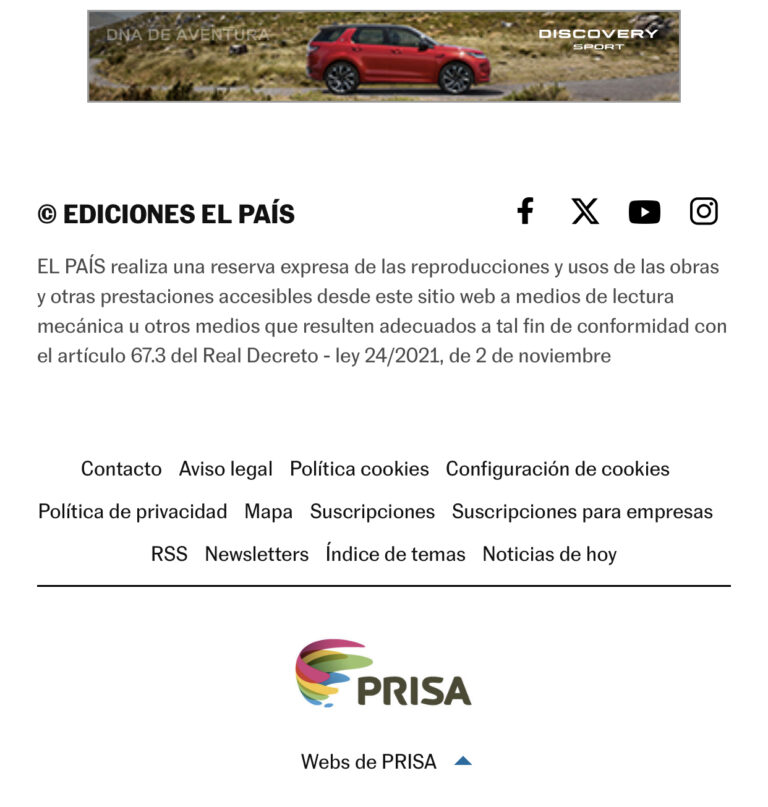 DNA DE AVENTURA
DISCOVERY
SPORT
© EDICIONES EL PAÍS
EL PAÍS realiza una reserva expresa de las reproducciones y usos de las obras
y otras prestaciones accesibles desde este sitio web a medios de lectura
mecánica u otros medios que resulten adecuados a tal fin de conformidad con
el artículo 67.3 del Real Decreto - ley 24/2021, de 2 de noviembre
Contacto Aviso legal Política cookies Configuración de cookies
Política de privacidad Mapa Suscripciones Suscripciones para empresas
RSS Newsletters Índice de temas Noticias de hoy
PRISA
Webs de PRISA